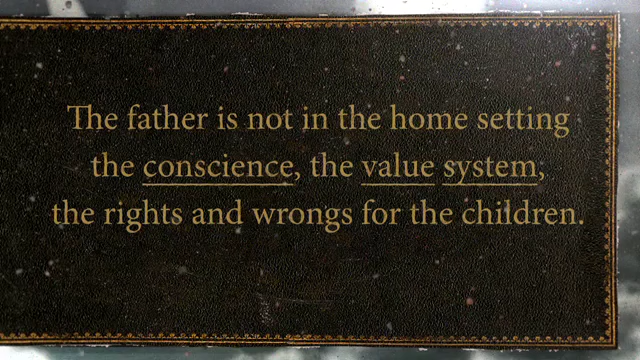 The father is not in the home setting
the conscience, the value system,
the rights and wrongs for the children.